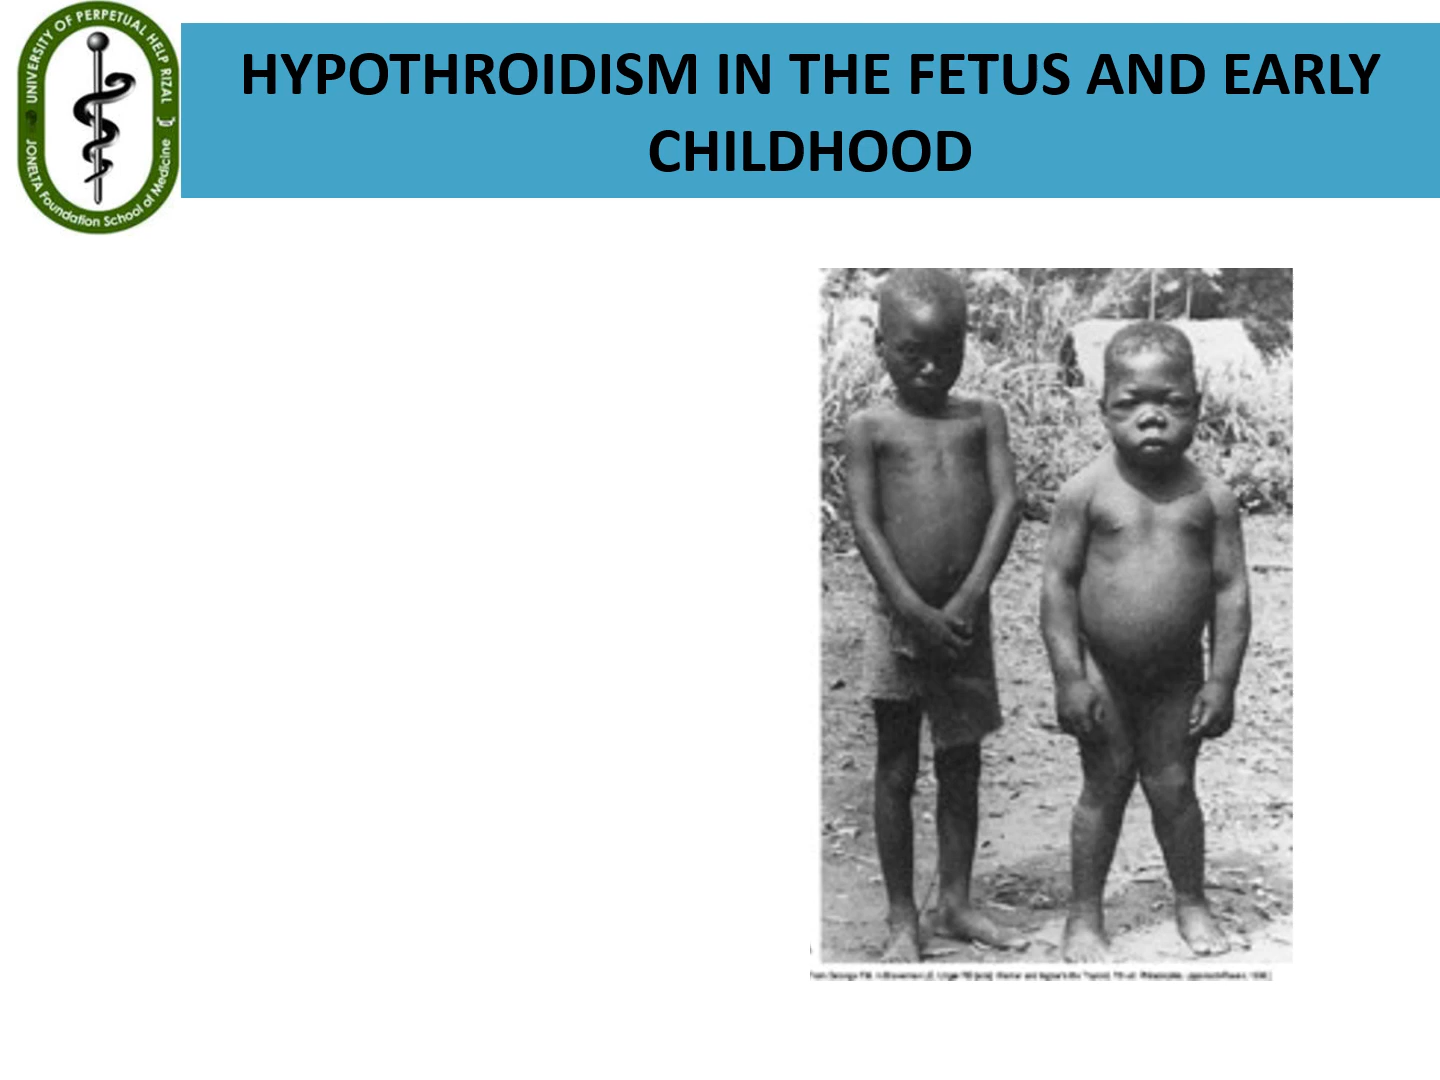 UNIVERSITY OF PERPETUAL HELP RIZAL
JONELTA Foundation School of Medicine
HYPOTHROIDISM IN THE FETUS AND EARLY
CHILDHOOD